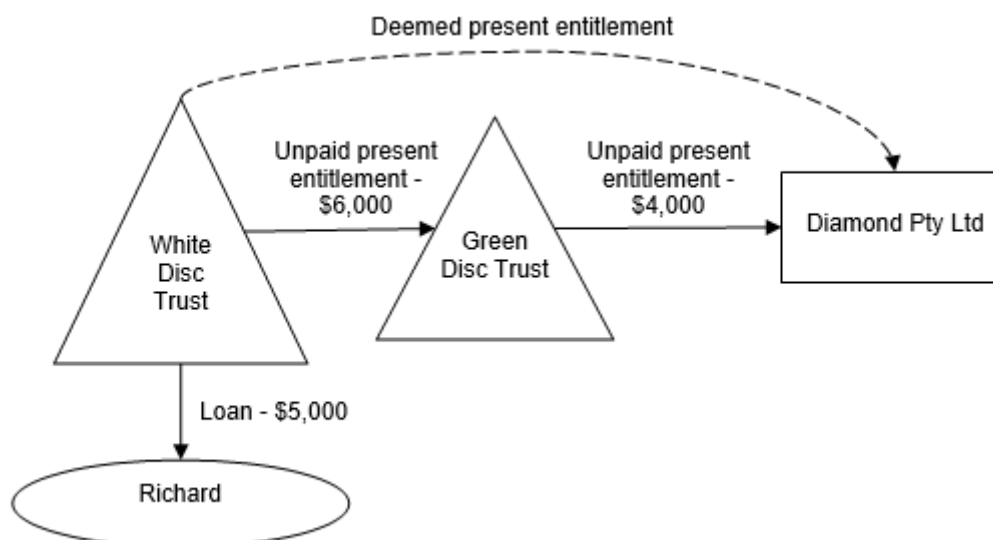 Deemed present entitlement
Unpaid present
entitlement -
$6,000
Unpaid present
entitlement -
$4,000
White
Disc
Trust
Green
Disc Trust
Diamond Pty Ltd
Loan - $5,000
Richard